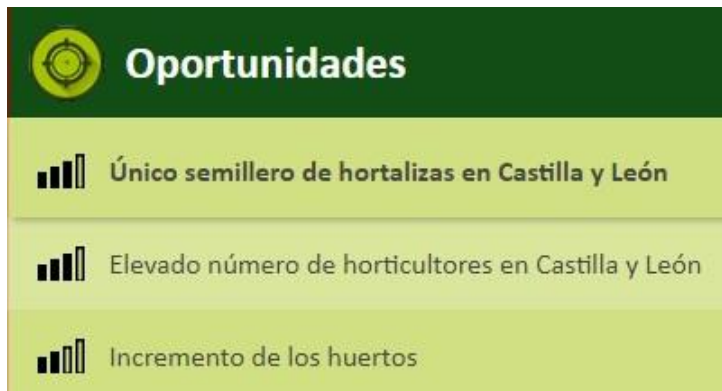 Oportunidades
Único semillero de hortalizas en Castilla y León
Elevado número de horticultores en Castilla y León
Incremento de los huertos